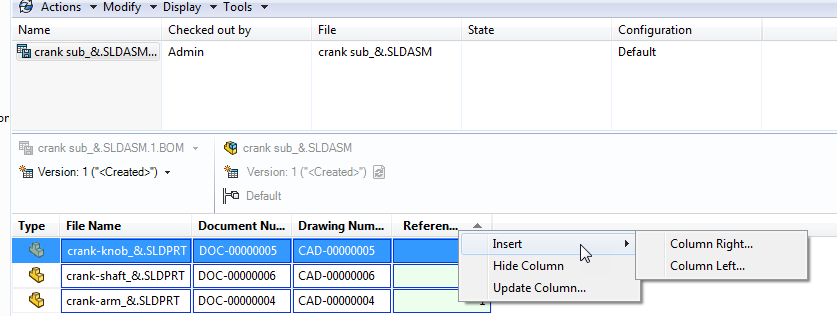 Actions Modify Display Tools
Name Checked out by File State Configuration
crank sub_&.SLDASM... Admin crank sub_&.SLDASM Default
on
crank sub_&.SLDASM.1.BOM crank sub_&.SLDASM
Version: 1 ("<Created>") Version: 1 ("<Created>")
Default
Type File Name Document Nu... Drawing Num... Referen...
crank-knob_&.SLDPRT DOC-00000005 CAD-00000005
Insert Column Right...
crank-shaft_&.SLDPRT DOC-00000006 CAD-00000006
Hide Column Column Left...
crank-arm_&.SLDPRT DOC-00000004 CAD-00000004
Update Column...